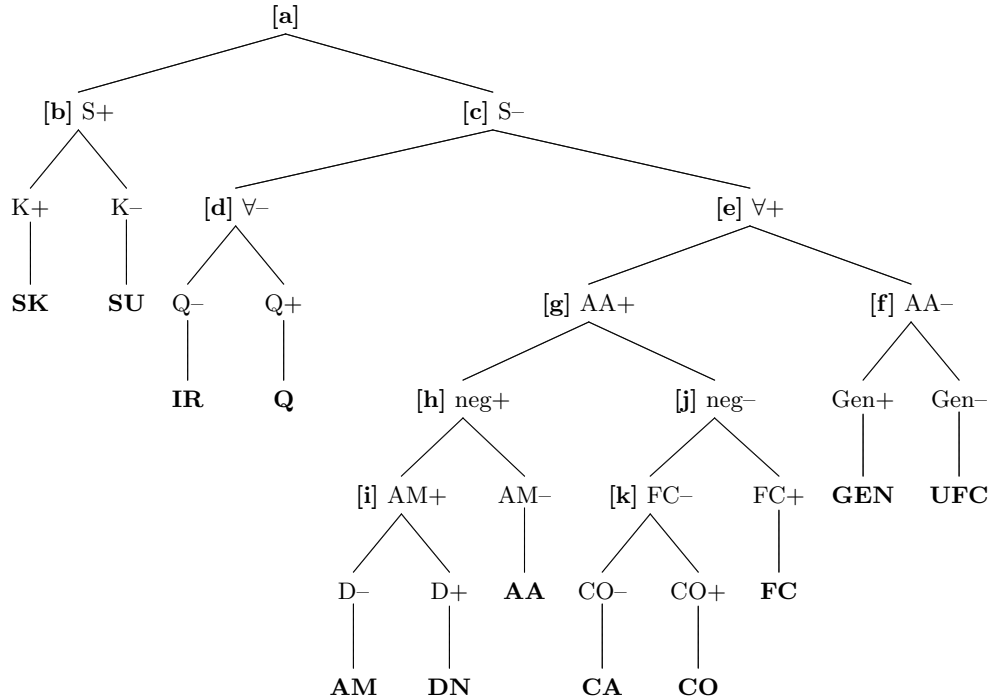 [a]
[b] S+ [c] S–
K+ K– [d] ∀– [e] ∀+
SK SU Q– Q+ [g] AA+ [f] AA–
IR Q [h] neg+ [j] neg– Gen+ Gen–
[i] AM+ AM– [k] FC– FC+ GEN UFC
D– D+ AA CO– CO+ FC
AM DN CA CO